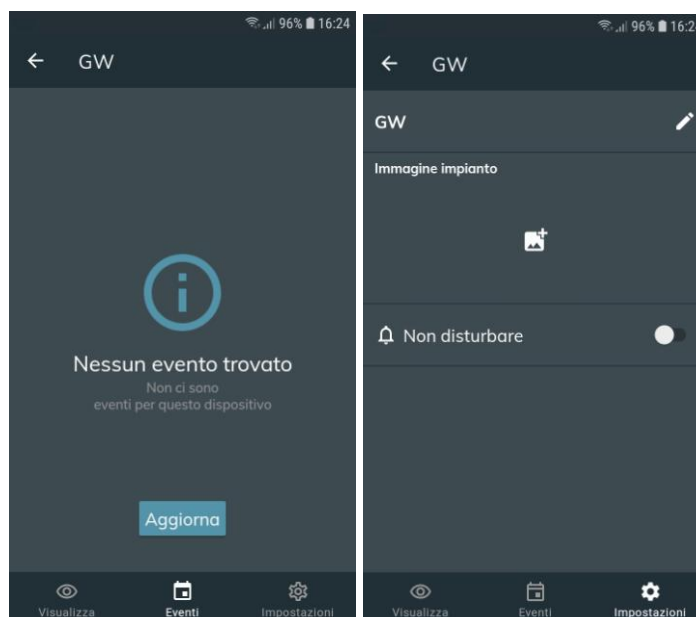 96% 16:24
GW
Nessun evento trovato
Non ci sono
eventi per questo dispositivo
Aggiorna
Visualizza Eventi Impostazioni
96% 16:2
GW
GW
Immagine impianto
Non disturbare
Visualizza Eventi Impostazioni